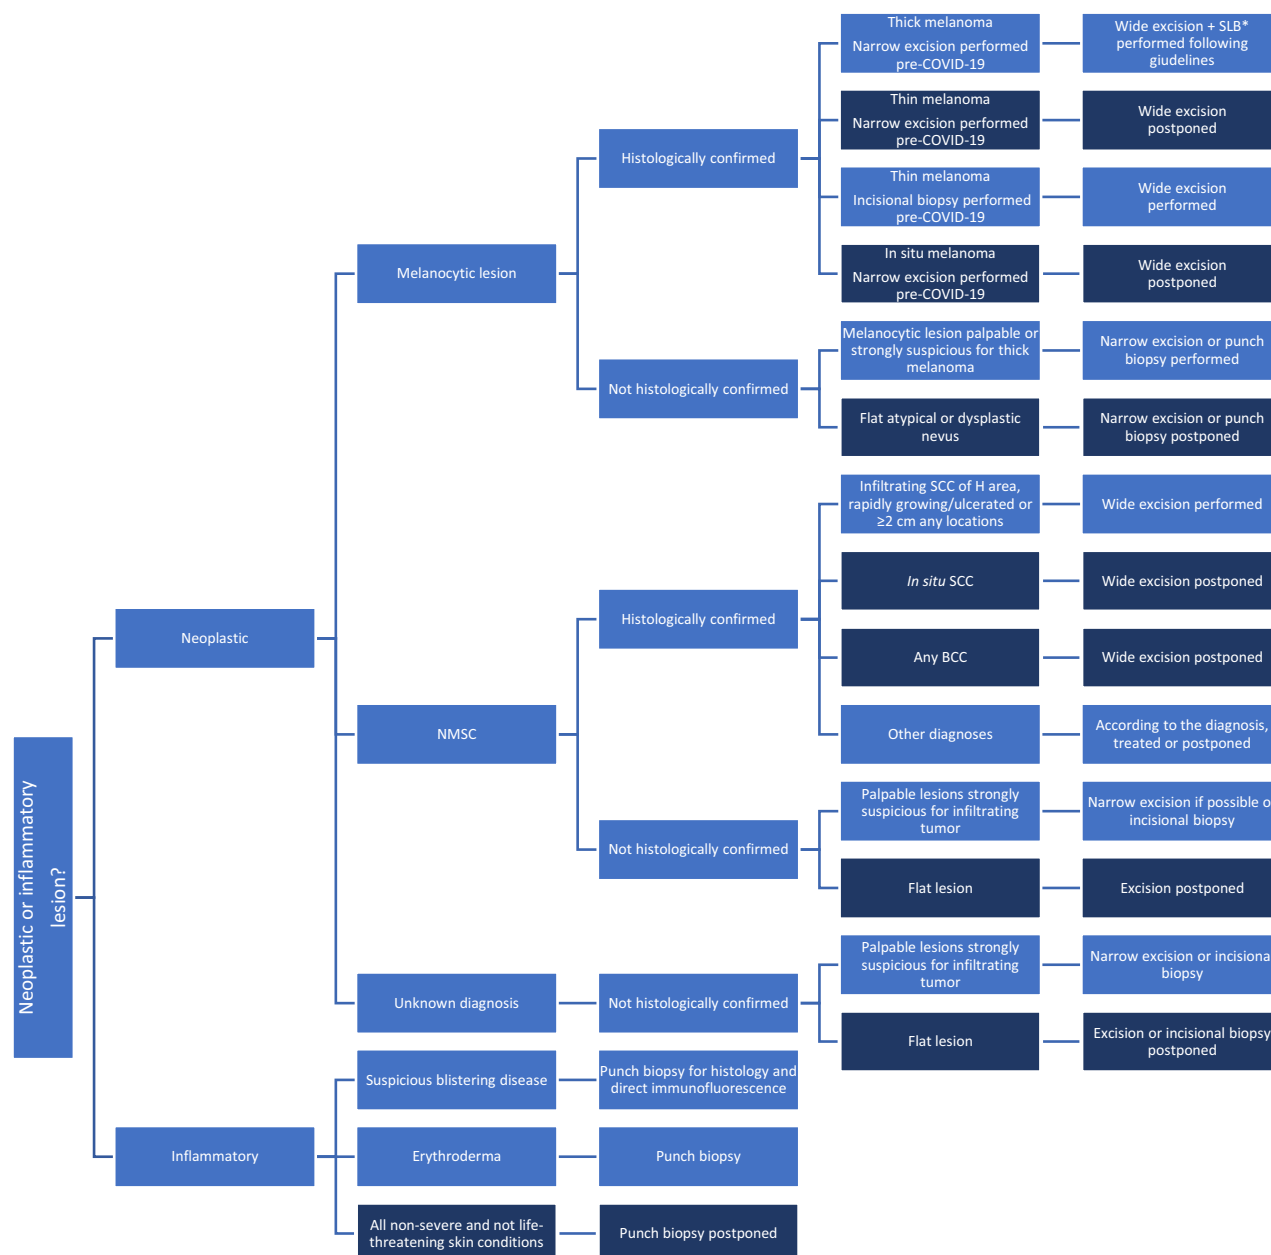 Neoplastic or inflammatory
lesion?
Neoplastic
Melanocytic lesion
Histologically confirmed
Thick melanoma
Narrow excision performed
pre-COVID-19
Wide excision + SLB*
performed following
giudelines
Thin melanoma
Narrow excision performed
pre-COVID-19
Wide excision
postponed
Thin melanoma
Incisional biopsy performed
pre-COVID-19
Wide excision
performed
In situ melanoma
Narrow excision performed
pre-COVID-19
Wide excision
postponed
Not histologically confirmed
Melanocytic lesion palpable or
strongly suspicious for thick
melanoma
Narrow excision or punch
biopsy performed
Flat atypical or dysplastic
nevus
Narrow excision or punch
biopsy postponed
NMSC
Histologically confirmed
Infiltrating SCC of H area,
rapidly growing/ulcerated or
≥2 cm any locations
Wide excision performed
In situ SCC
Wide excision postponed
Any BCC
Wide excision postponed
Other diagnoses
According to the diagnosis,
treated or postponed
Not histologically confirmed
Palpable lesions strongly
suspicious for infiltrating
tumor
Narrow excision if possible o
incisional biopsy
Flat lesion
Excision postponed
Unknown diagnosis
Not histologically confirmed
Palpable lesions strongly
suspicious for infiltrating
tumor
Narrow excision or incisiona
biopsy
Flat lesion
Excision or incisional biopsy
postponed
Inflammatory
Suspicious blistering disease
Punch biopsy for histology and
direct immunofluorescence
Erythroderma
Punch biopsy
All non-severe and not life-
threatening skin conditions
Punch biopsy postponed